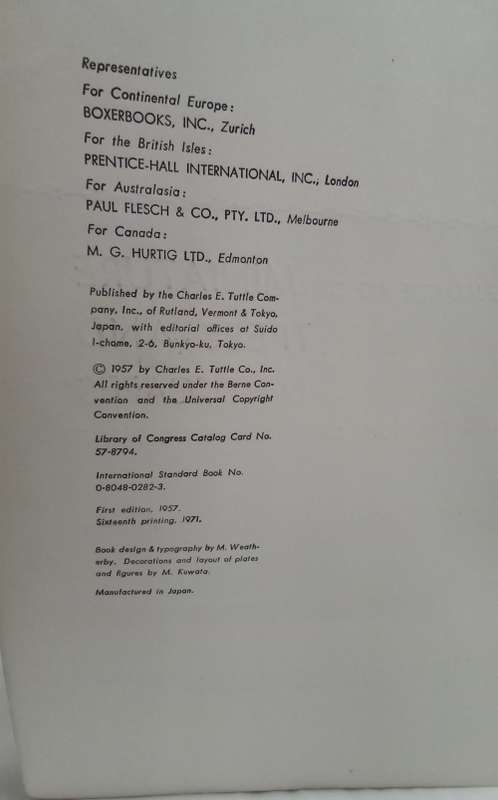 Representatives
For Continental Europe:
BOXERBOOKS, INC., Zurich
For the British Isles:
PRENTICE-HALL INTERNATIONAL, INC., London
For Australasia:
PAUL FLESCH & CO., PTY. LTD., Melbourne
For Canada:
M. G. HURTIG LTD., Edmonton
Published by the Charles E. Tuttle Com-
pany, Inc., of Rutland, Vermont & Tokyo,
Japan, with editorial offices at Suido
I-chome, 2-6, Bunkyo-ku, Tokyo.
© 1957 by Charles E. Tuttle Co., Inc.
All rights reserved under the Berne Con-
vention and the Universal Copyright
Convention.
Library of Congress Catalog Card No.
57-8794.
International Standard Book No.
0-8048-0282-3.
First edition, 1957.
Sixteenth printing, 1971.
Book design & typography by M. Weath-
erby. Decorations and layout of plates
and figures by M. Kuwata.
Manufactured in Japan.